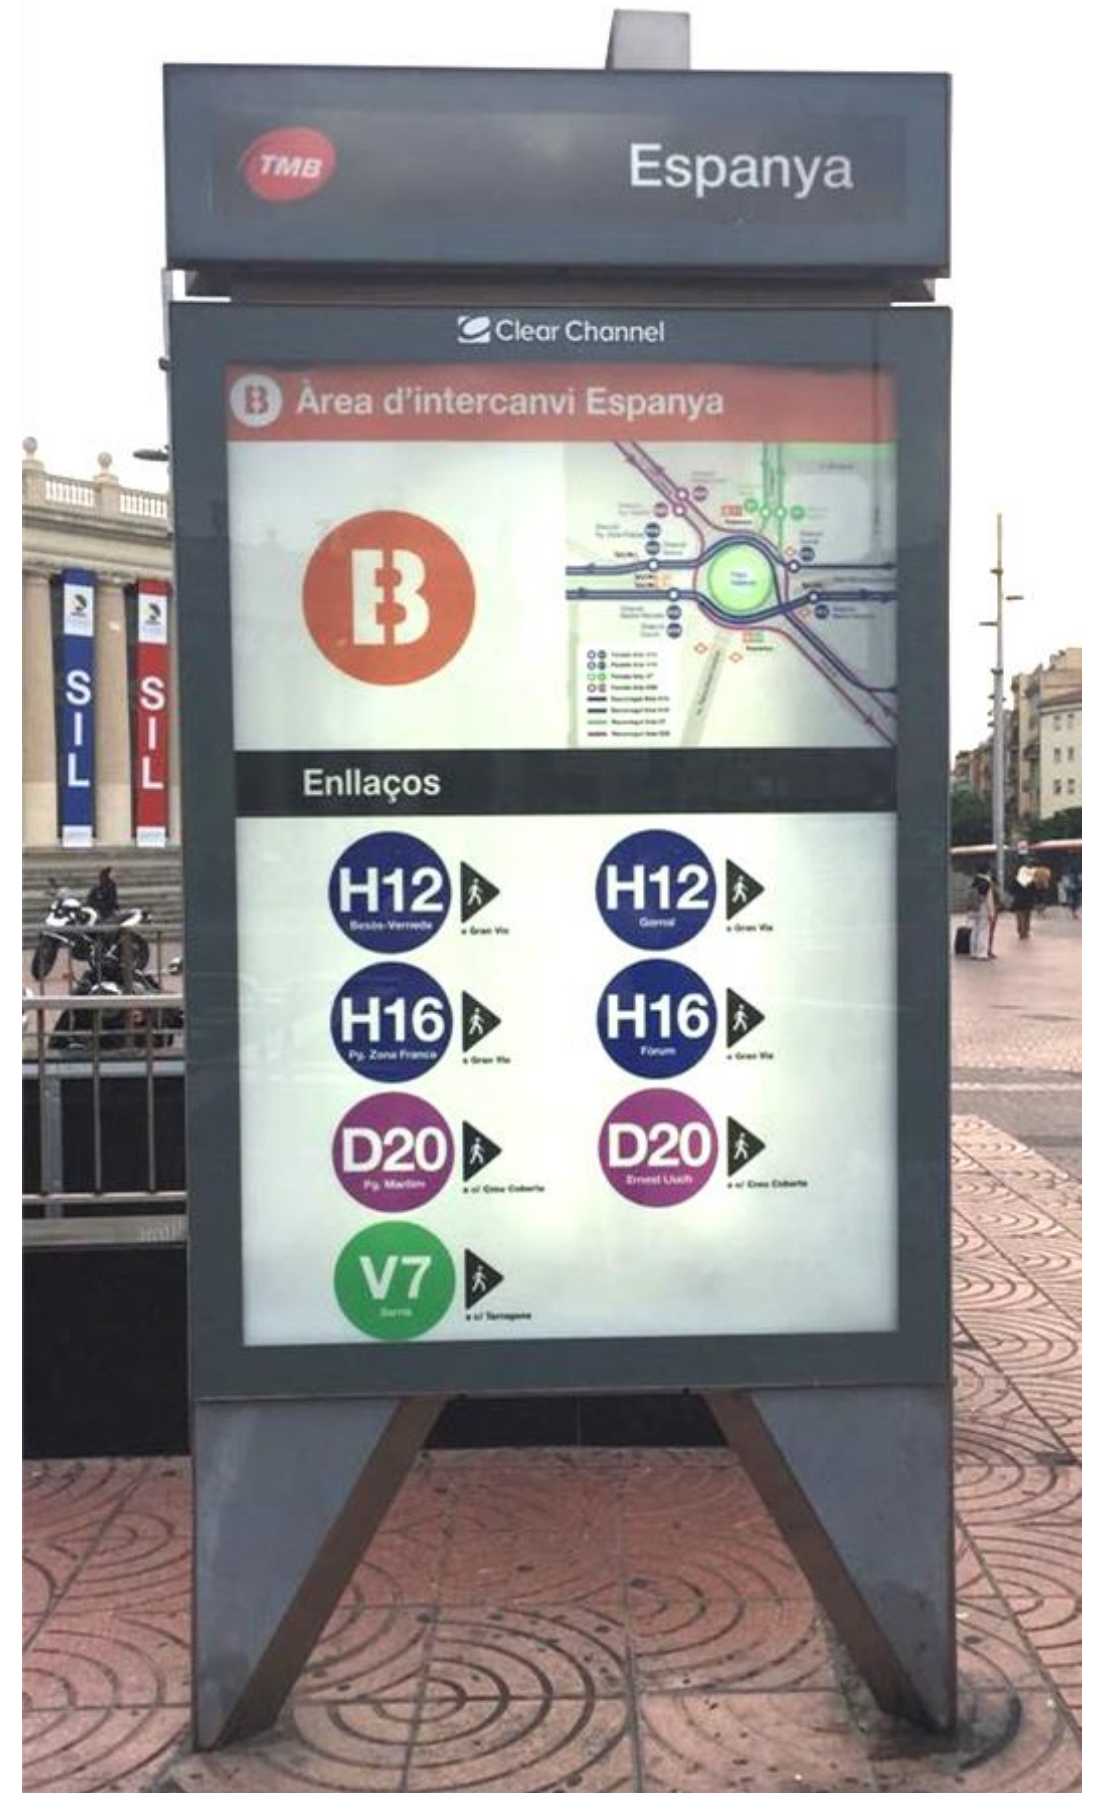 TMB
Espanya
Clear Channel
B Àrea d'intercanvi Espanya
B
Enllaços
H12
Besòs-Verneda
a Gran Via
H12
Gornal
a Gran Via
H16
Pg. Zona Franca
a Gran Via
H16
Fòrum
a Gran Via
D20
Pg. Marítim
a c/ Creu Coberta
D20
Ernest Lluch
a c/ Creu Coberta
V7
Sarrià
a c/ Tarragona
SIL
SIL